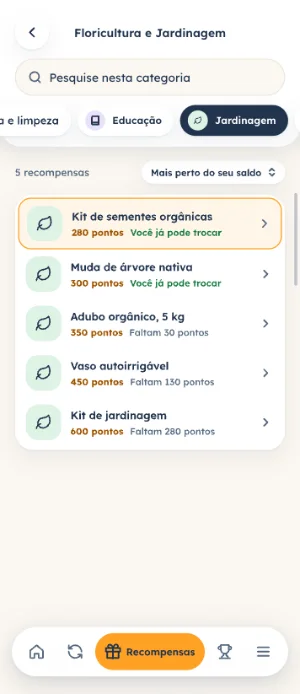 Floricultura e Jardinagem
Pesquise nesta categoria
a e limpeza
Educação
Jardinagem
5 recompensas
Mais perto do seu saldo
Kit de sementes orgânicas
280 pontos Você já pode trocar
Muda de árvore nativa
300 pontos Você já pode trocar
Adubo orgânico, 5 kg
350 pontos Faltam 30 pontos
Vaso autoirrigável
450 pontos Faltam 130 pontos
Kit de jardinagem
600 pontos Faltam 280 pontos
Recompensas